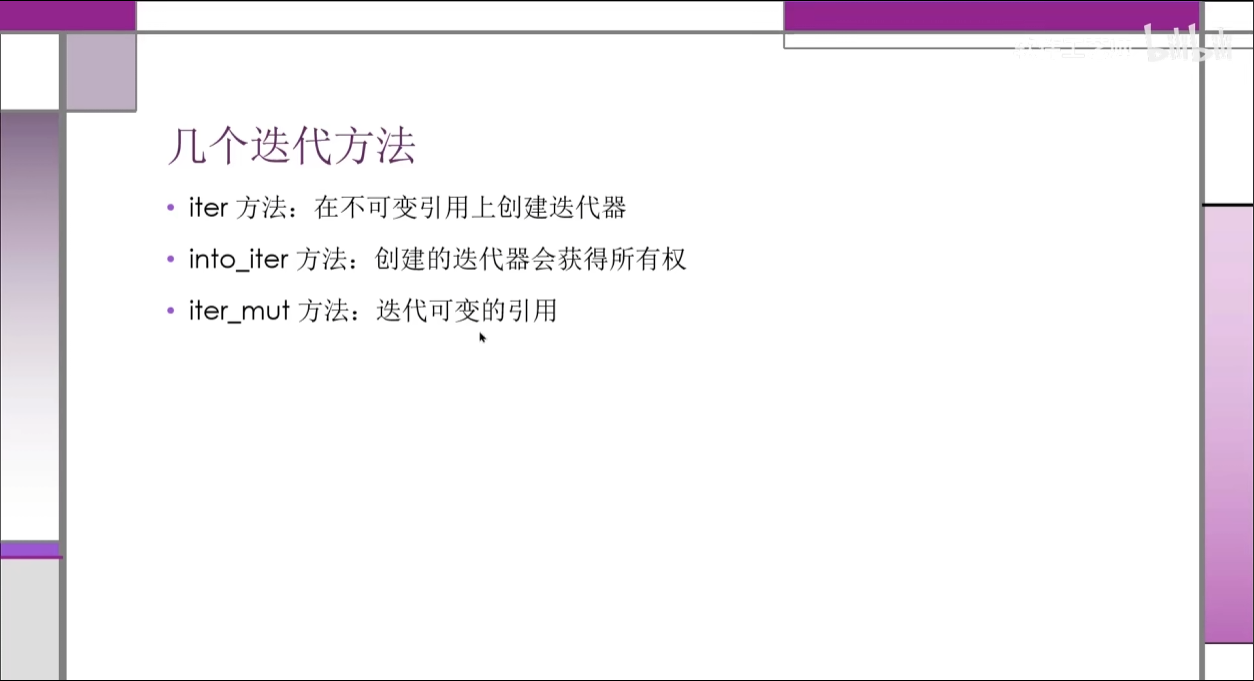 bilibili
几个迭代方法
• iter 方法：在不可变引用上创建迭代器
• into_iter 方法：创建的迭代器会获得所有权
• iter_mut 方法：迭代可变的引用